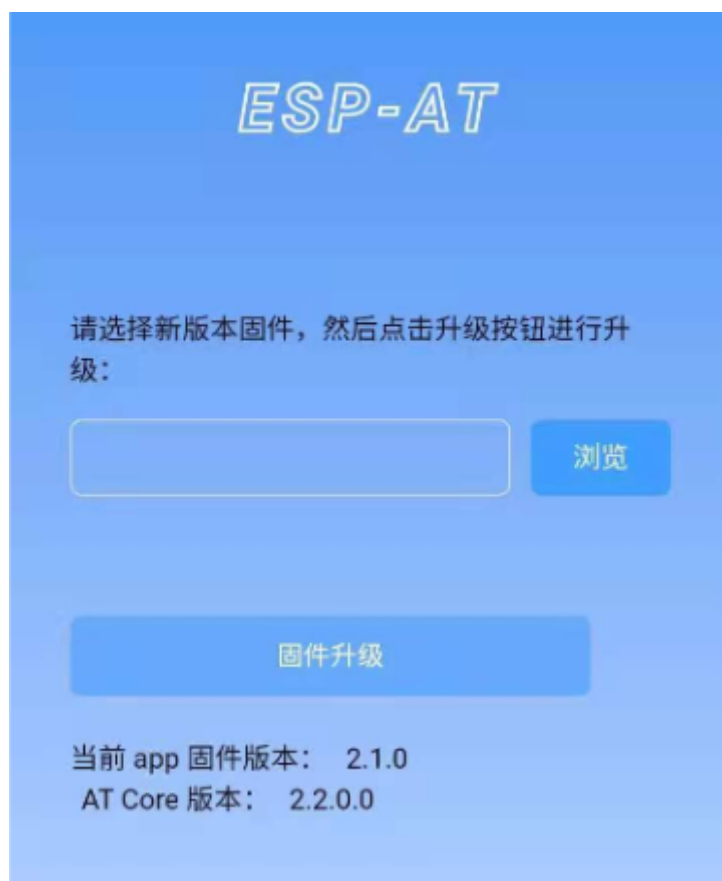 ESP-AT
请选择新版本固件，然后点击升级按钮进行升
级：
浏览
固件升级
当前 app 固件版本： 2.1.0
AT Core 版本： 2.2.0.0